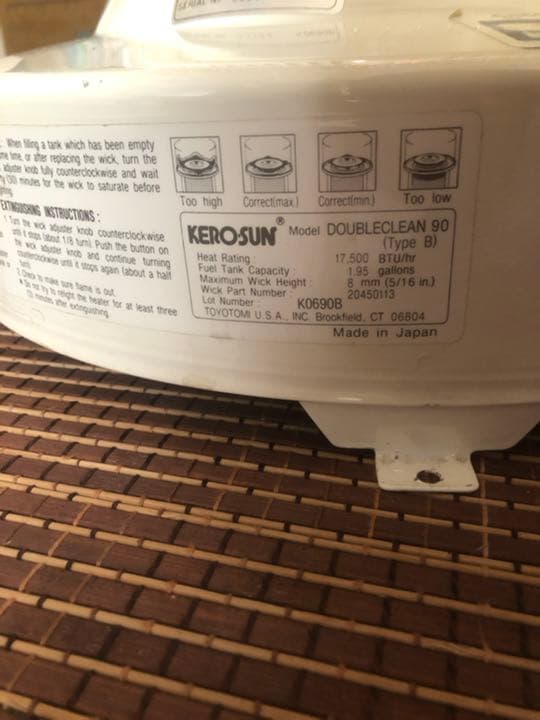 SERIAL N
: When filling a tank which has been empty
me time, or after replacing the wick, turn the
adjuster knob fully counterclockwise and wait
(30) minutes for the wick to saturate before
EXTINGUISHING INSTRUCTIONS :
1. Turn the wick adjuster knob counterclockwise
until it stops (about 1/8 turn). Push the button on
the wick adjuster knob and continue turning
counterclockwise until it stops again (about a half
turn).
2. Check to make sure flame is out.
• Do not try to relight the heater for at least three
(3) minutes after extinguishing.
Too high Correct(max.) Correct(min.) Too low
KEROSUN® Model DOUBLECLEAN 90
(Type B)
Heat Rating : 17,500 BTU/hr
Fuel Tank Capacity : 1.95 gallons
Maximum Wick Height : 8 mm (5/16 in.)
Wick Part Number : 20450113
Lot Number : K0690B
TOYOTOMI U.S.A., INC. Brookfield, CT 06804
Made in Japan